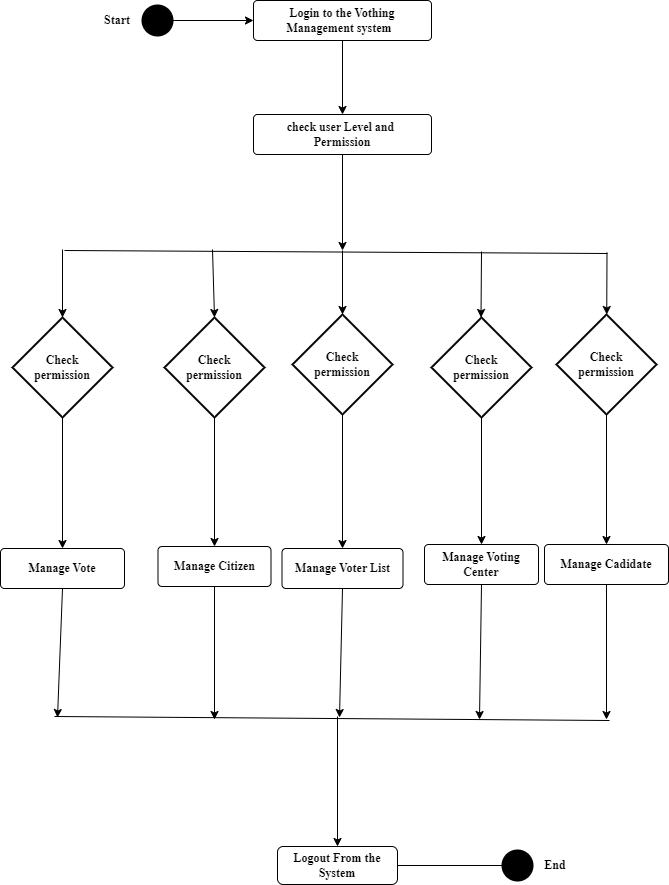 Start
Login to the Vothing
Management system
check user Level and
Permission
Check
permission
Check
permission
Check
permission
Check
permission
Check
permission
Manage Vote
Manage Citizen
Manage Voter List
Manage Voting
Center
Manage Cadidate
Logout From the
System
End